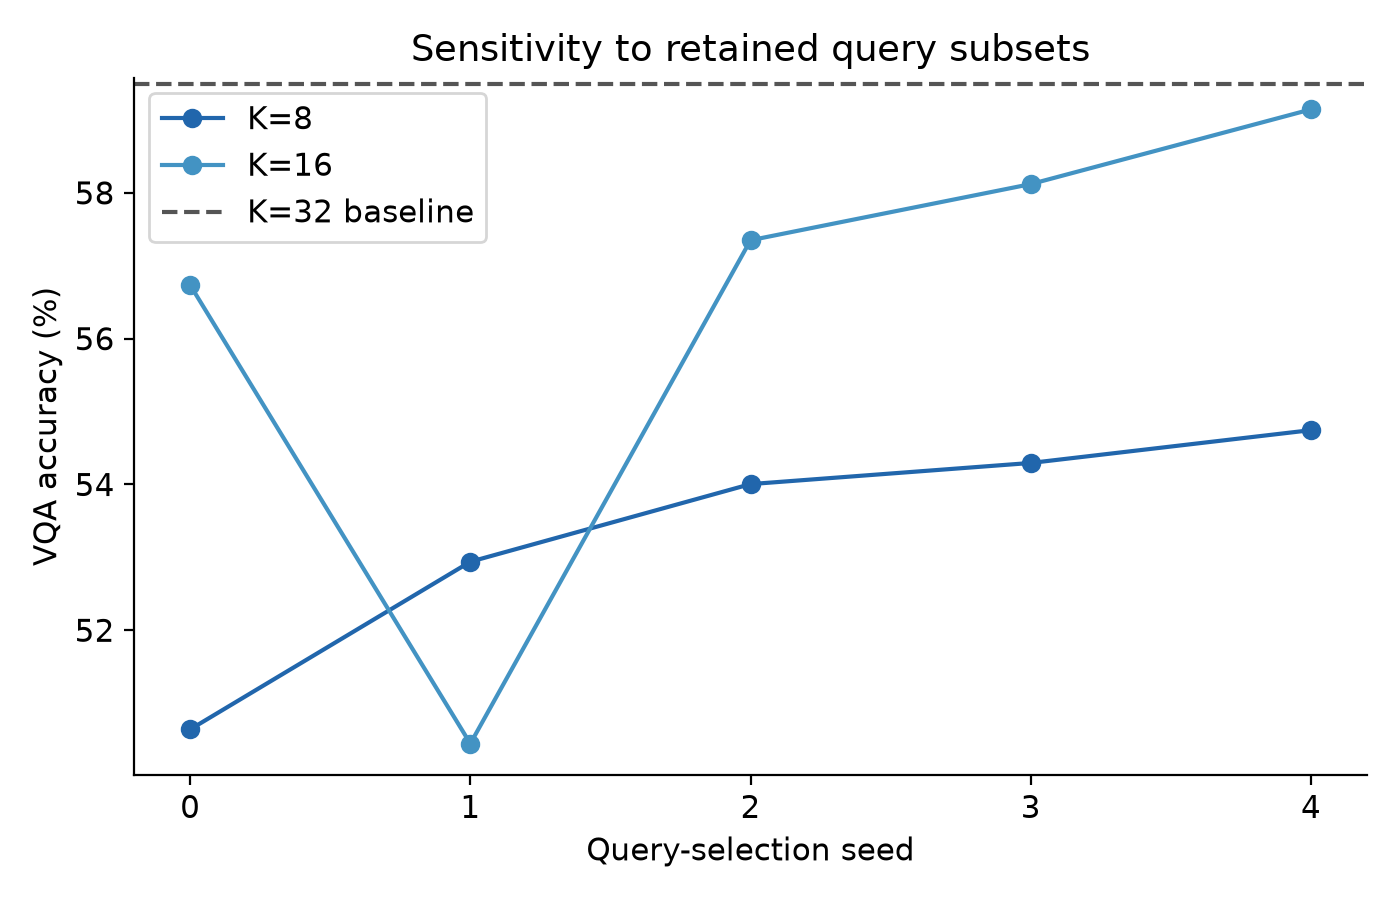 Sensitivity to retained query subsets
K=8
K=16
K=32 baseline
VQA accuracy (%)
58
56
54
52
0 1 2 3 4
Query-selection seed